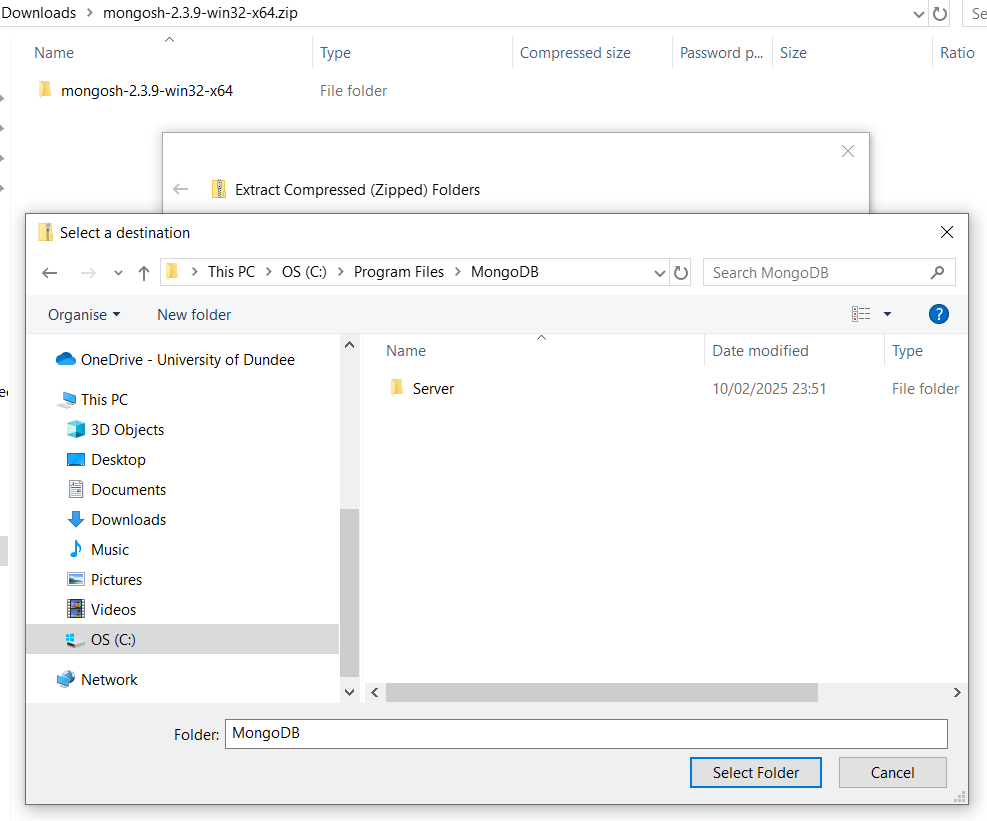 Downloads > mongosh-2.3.9-win32-x64.zip
Se
Name Type Compressed size Password p... Size Ratio
mongosh-2.3.9-win32-x64 File folder
Extract Compressed (Zipped) Folders
Select a destination
This PC > OS (C:) > Program Files > MongoDB
Search MongoDB
Organise New folder
?
Name Date modified Type
Server 10/02/2025 23:51 File folder
OneDrive - University of Dundee
This PC
3D Objects
Desktop
Documents
Downloads
Music
Pictures
Videos
OS (C:)
Network
Folder: MongoDB
Select Folder Cancel